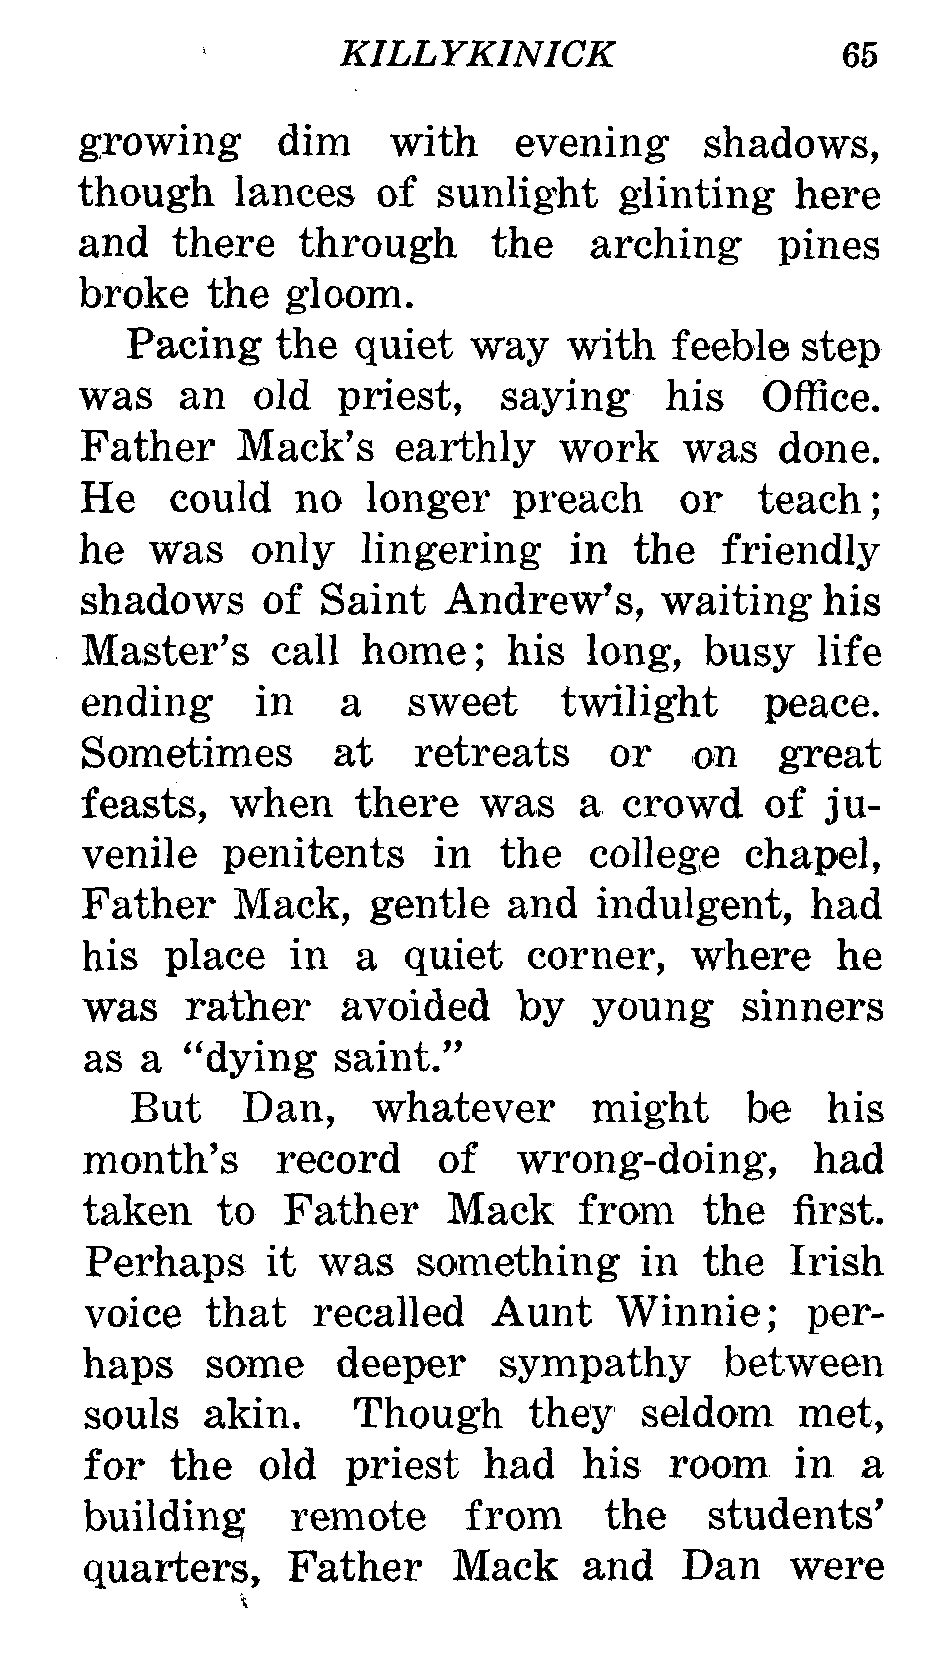 KILLYKINICK 65
growing dim with evening shadows,
though lances of sunlight glinting here
and there through the arching pines
broke the gloom.
Pacing the quiet way with feeble step
was an old priest, saying his Office.
Father Mack's earthly work was done.
He could no longer preach or teach;
he was only lingering in the friendly
shadows of Saint Andrew's, waiting his
Master's call home; his long, busy life
ending in a sweet twilight peace.
Sometimes at retreats or on great
feasts, when there was a crowd of ju-
venile penitents in the college chapel,
Father Mack, gentle and indulgent, had
his place in a quiet corner, where he
was rather avoided by young sinners
as a "dying saint."
But Dan, whatever might be his
month's record of wrong-doing, had
taken to Father Mack from the first.
Perhaps it was something in the Irish
voice that recalled Aunt Winnie; per-
haps some deeper sympathy between
souls akin. Though they seldom met,
for the old priest had his room in a
building remote from the students'
quarters, Father Mack and Dan were